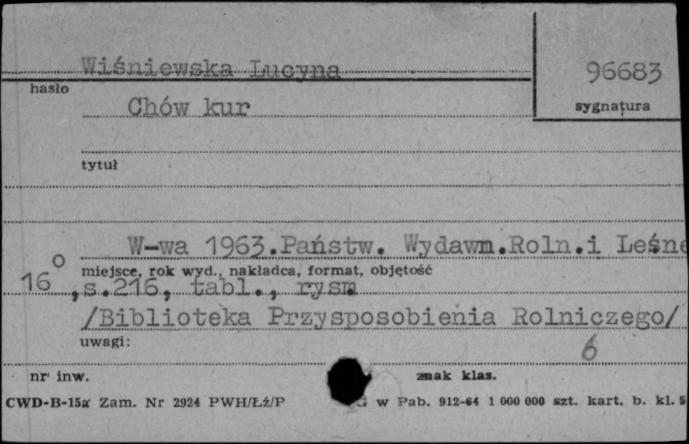 Wiśniewska Lucyna
96683
hasło
Chów kur
sygnatura
tytuł
W-wa 1963.Państw. Wydawn.Roln.i Leśne
miejsce, rok wyd., nakładca, format, objętość
16°,s.216, tabl., rysm
/Biblioteka Przysposobienia Rolniczego/
uwagi:
6
nr inw.
znak klas.
CWD-B-15a Zam. Nr 2924 PWH/Łż/P
G w Pab. 912-64 1 000 000 szt. kart. b. kl. 5